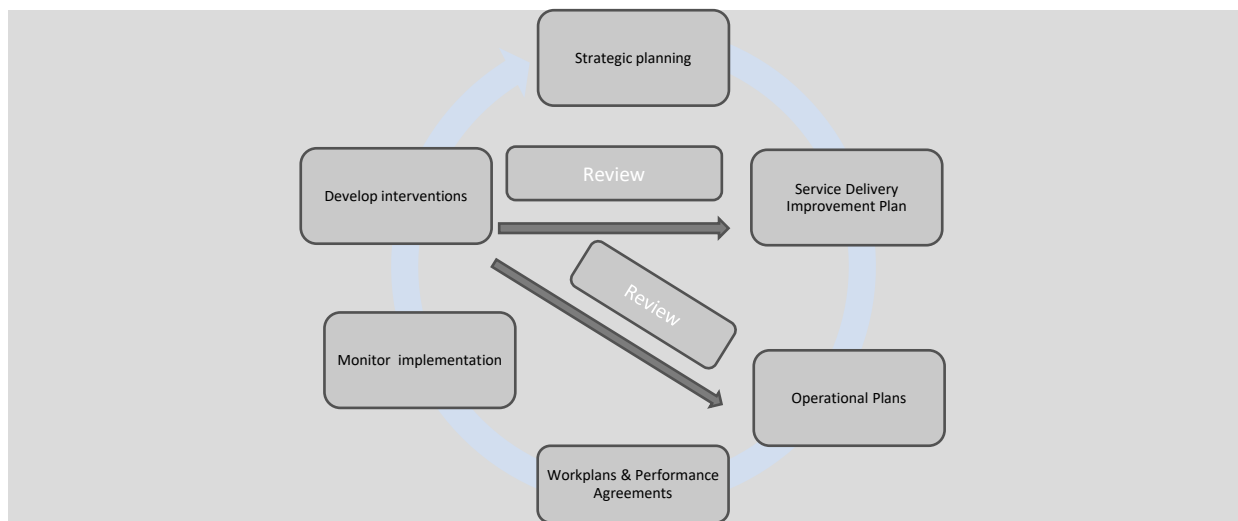 Strategic planning
Develop interventions
Review
Service Delivery
Improvement Plan
Review
Monitor implementation
Operational Plans
Workplans & Performance
Agreements